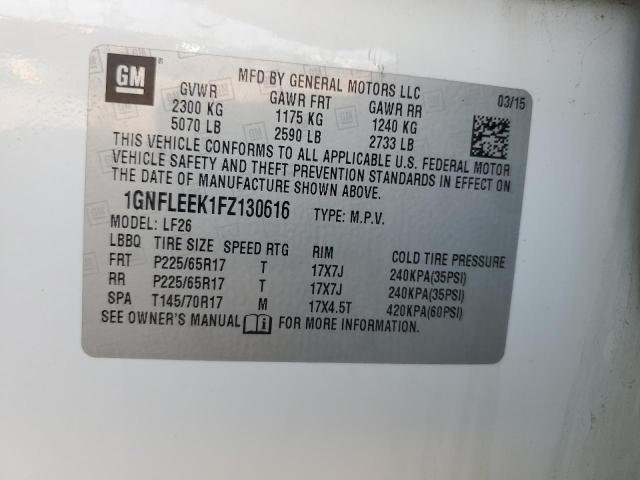 GM
MFD BY GENERAL MOTORS LLC
03/15
GVWR GAWR FRT GAWR RR
2300 KG 1175 KG 1240 KG
5070 LB 2590 LB 2733 LB
THIS VEHICLE CONFORMS TO ALL APPLICABLE U.S. FEDERAL MOTOR
VEHICLE SAFETY AND THEFT PREVENTION STANDARDS IN EFFECT ON
THE DATE OF MANUFACTURE SHOWN ABOVE.
1GNFLEEK1FZ130616 TYPE: M.P.V.
MODEL: LF26
LBBQ TIRE SIZE SPEED RTG RIM COLD TIRE PRESSURE
FRT P225/65R17 T 17X7J 240KPA(35PSI)
RR P225/65R17 T 17X7J 240KPA(35PSI)
SPA T145/70R17 M 17X4.5T 420KPA(60PSI)
SEE OWNER'S MANUAL FOR MORE INFORMATION.